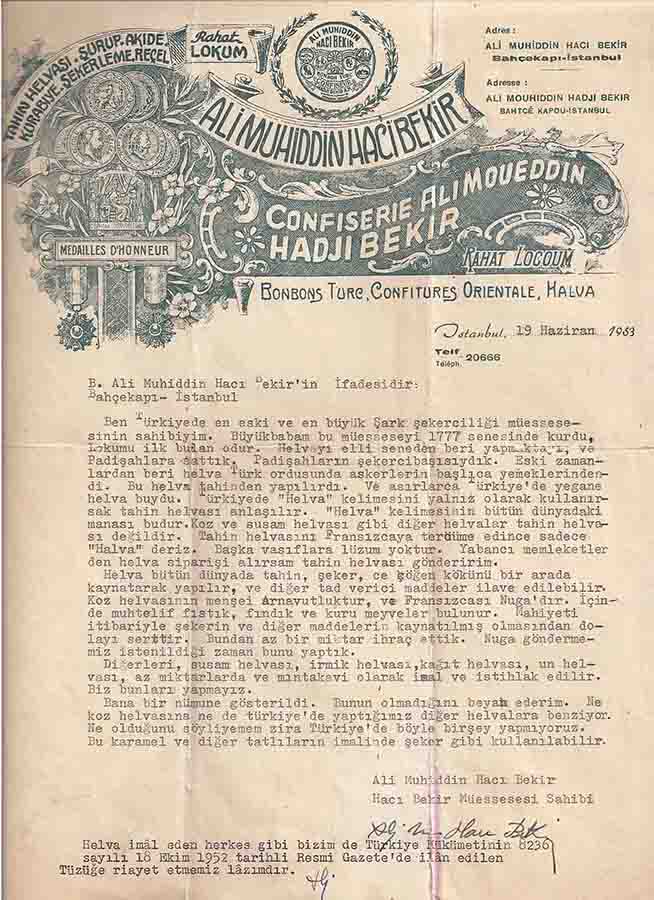 TAHIN HELVASI. ŞURUP. AKIDE.
KURABIYE. ŞEKERLEME. REÇEL
Rahat
LOKUM
ALI MUHIDDIN
HACI BEKIR
ALI MUHIDDIN HACI BEKIR
CONFISERIE ALI MOUEDDIN
HADJI BEKIR
RAHAT LOCOUM
MEDAILLES D'HONNEUR
BONBONS TURC, CONFITURES ORIENTALE, HALVA
Adres :
ALİ MUHİDDİN HACI BEKİR
Bahçekapı-İstanbul
Adresse :
ALİ MOUHIDDIN HADJI BEKIR
BAHTCÉ KAPOU-ISTANBUL
İstanbul, 19 Haziran 1953
Telf. 20666
Téléph.
B. Ali Muhiddin Hacı Bekir'in İfadesidir:
Bahçekapı- İstanbul
Ben Türkiyede en eski ve en büyük Şark şekerciliği müessese-
sinin sahibiyim. Büyükbabam bu müesseseyi 1777 senesinde kurdu,
Lokumu ilk bulan odur. Helvayı elli seneden beri yapmaktayı, ve
Padişahlara sattık, Padişahların şekercibaşısıydık. Eski zaman-
lardan beri helva Türk ordusunda askerlerin başlıca yemeklerinden-
di. Bu helva tahinden yapılırdı. Ve asırlarca Türkiye'de yegane
helva buydu. Türkiyede "Helva" kelimesini yalnız olarak kullanır-
sak tahin helvası anlaşılır. "Helva" kelimesinin bütün dünyadaki
manası budur.Koz ve susam helvası gibi diğer helvalar tahin helva-
sı değildir. Tahin helvasını Fransızcaya tercüme edince sadece
"Halva" deriz. Başka vasıflara lüzum yoktur. Yabancı memleketler
den helva siparişi alırsam tahin helvası gönderirim.
Helva bütün dünyada tahin, şeker, ce çöğen kökünü bir arada
kaynatarak yapılır, ve diğer tad verici maddeler ilave edilebilir.
Koz helvasının menşei Arnavutluktur, ve Fransızcası Nuga'dır. İçin-
de muhtelif fıstık, fındık ve kuru meyveler bulunur. Mahiyeti
itibariyle şekerin ve diğer maddelerin kaynatılmış olmasından do-
layı serttir. Bundan az bir miktar ihraç ettik. Nuga gönderme-
miz istenildiği zaman bunu yaptık.
Diğerleri, susam helvası, irmik helvası,kağıt helvası, un hel-
vası, az miktarlarda ve mıntakavi olarak imal ve istihlak edilir.
Biz bunları yapmayız.
Bana bir nümune gösterildi. Bunun olmadığını beyan ederim. Ne
koz helvasına ne de türkiye'de yaptığımız diğer helvalara benziyor.
Ne olduğunu söyliyemem zira Türkiye'de böyle birşey yapmıyoruz.
Bu karamel ve diğer tatlıların imalinde şeker gibi kullanılabilir.
Ali Muhiddin Hacı Bekir
Hacı Bekir Müessesesi Sahibi
Helva imâl eden herkes gibi bizim de Türkiye Hükümetinin 8236
sayılı 18 Ekim 1952 tarihli Resmi Gazete'de ilân edilen
Tüzüğe riayet etmemiz lâzımdır.